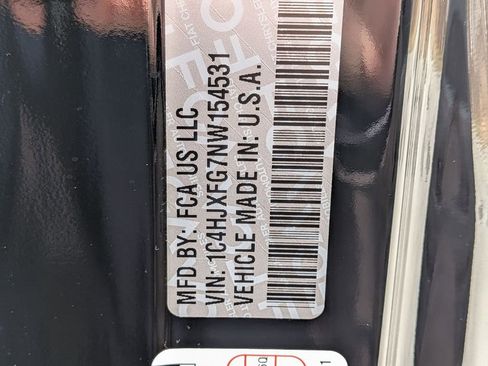 MFD BY: FCA US LLC
VIN: 1C4HJXFG7NW154531
VEHICLE MADE IN: U.S.A.